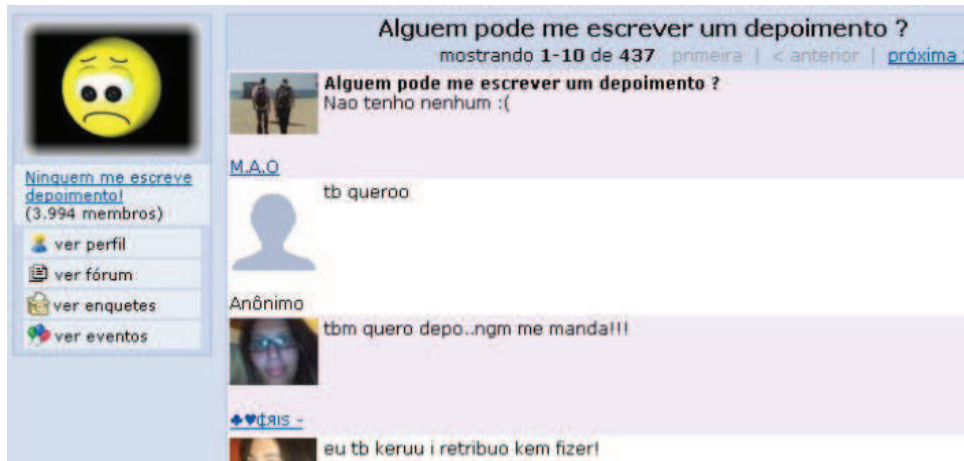 Ninguem me escreve
depoimento!
(3.994 membros)
ver perfil
ver fórum
ver enquetes
ver eventos
Alguem pode me escrever um depoimento ?
mostrando 1-10 de 437 primeira | < anterior | próxima
Alguem pode me escrever um depoimento ?
Nao tenho nenhum :(
M.A.O
tb queroo
Anônimo
tbm quero depo..ngm me manda!!!
♣♥¢ЯIS -
eu tb keruu i retribuo kem fizer!